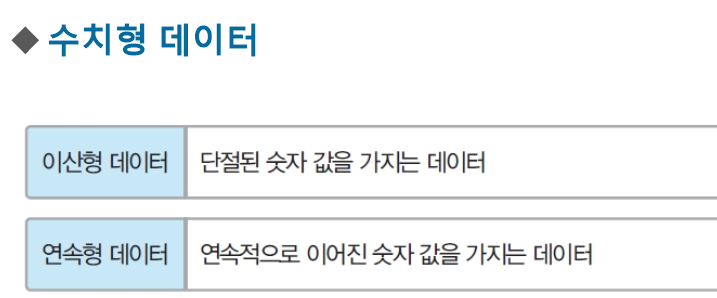 ◆ 수치형 데이터
이산형 데이터 단절된 숫자 값을 가지는 데이터
연속형 데이터 연속적으로 이어진 숫자 값을 가지는 데이터